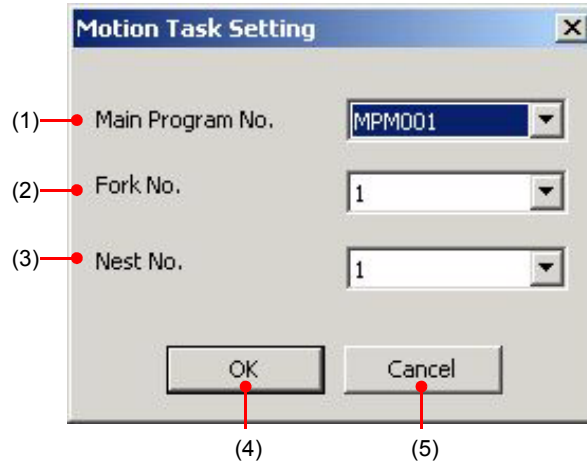 Motion Task Setting
(1) Main Program No. MPM001
(2) Fork No. 1
(3) Nest No. 1
OK Cancel
(4) (5)